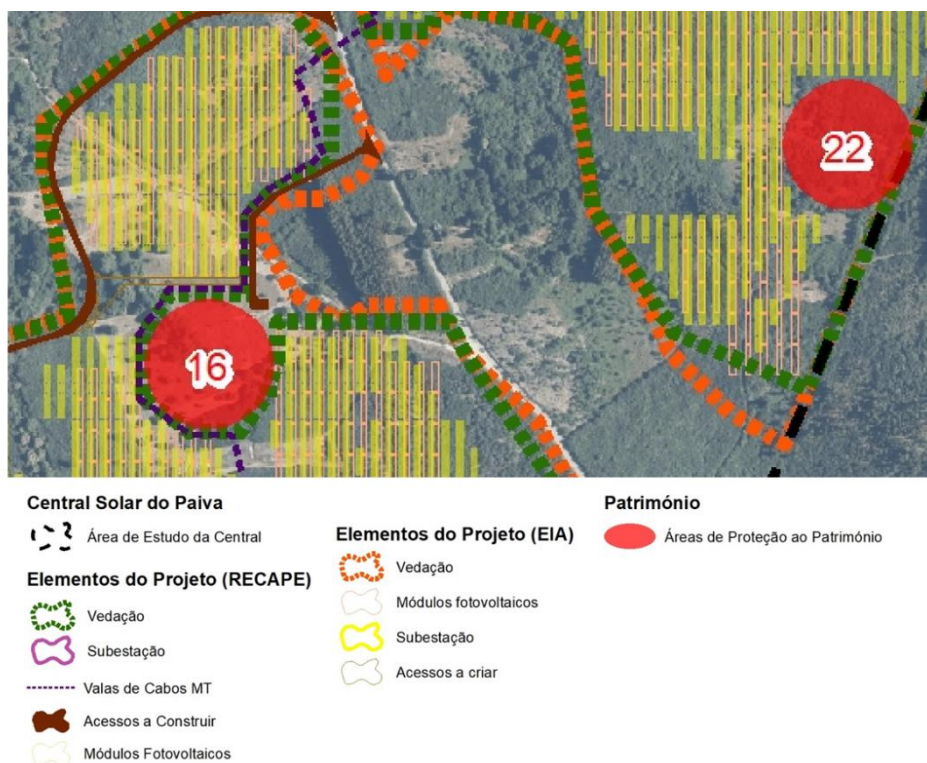 22
16
Central Solar do Paiva
Área de Estudo da Central
Elementos do Projeto (RECAPE)
Vedação
Subestação
Valas de Cabos MT
Acessos a Construir
Módulos Fotovoltaicos
Elementos do Projeto (EIA)
Vedação
Módulos fotovoltaicos
Subestação
Acessos a criar
Património
Áreas de Proteção ao Património